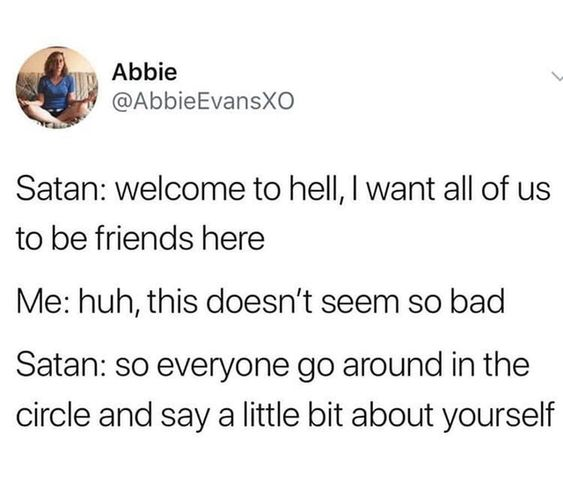 Abbie
@AbbieEvansXO
Satan: welcome to hell, I want all of us
to be friends here
Me: huh, this doesn't seem so bad
Satan: so everyone go around in the
circle and say a little bit about yourself